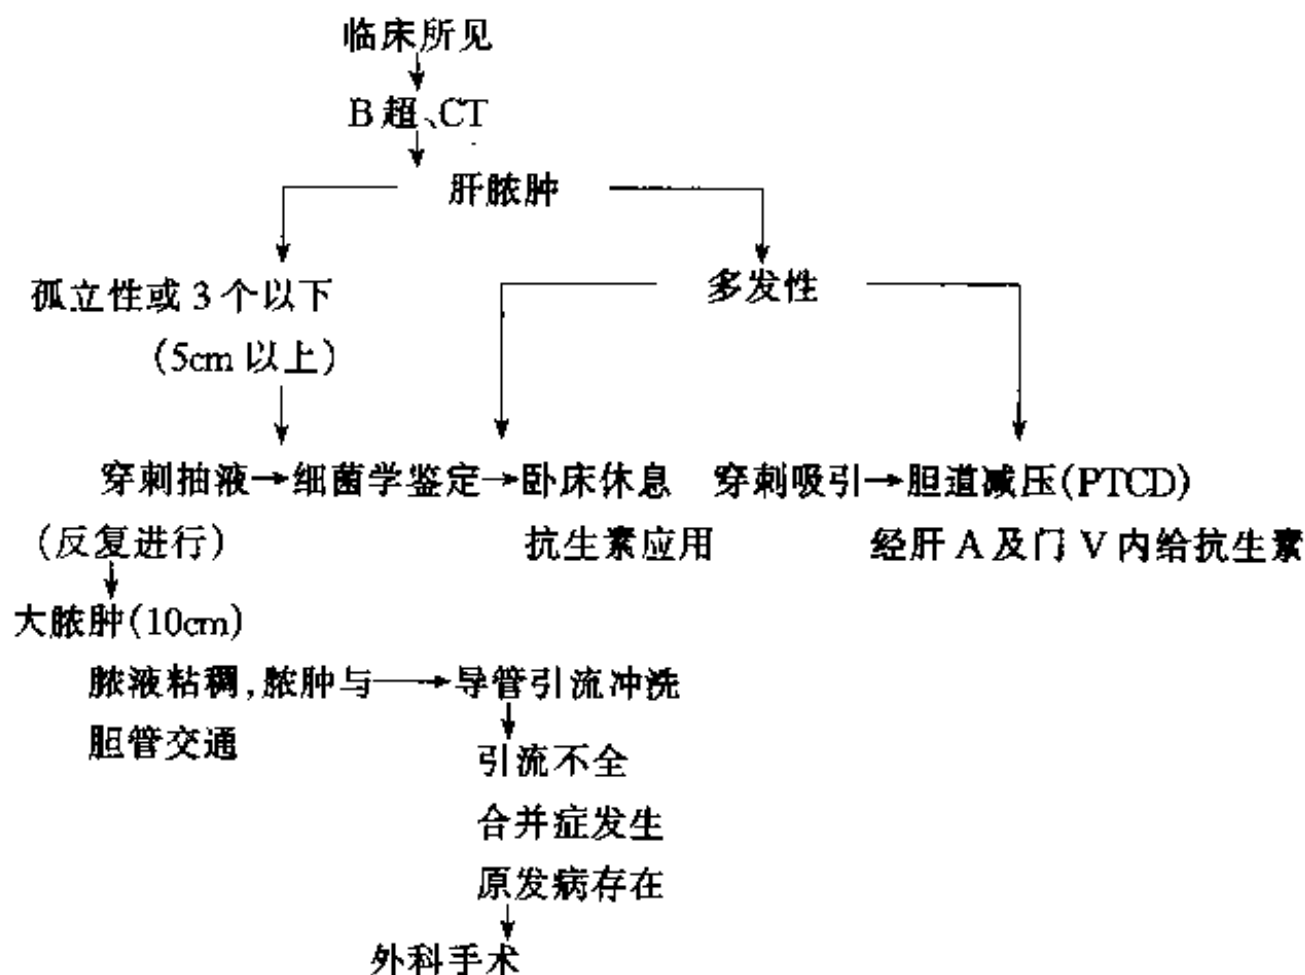 临床所见
B超、CT
肝脓肿
孤立性或3个以下
(5cm以上)
多发性
穿刺抽液→细菌学鉴定→卧床休息 穿刺吸引→胆道减压(PTCD)
(反复进行) 抗生素应用 经肝A及门V内给抗生素
大脓肿(10cm)
脓液粘稠,脓肿与→导管引流冲洗
胆管交通
引流不全
合并症发生
原发病存在
外科手术